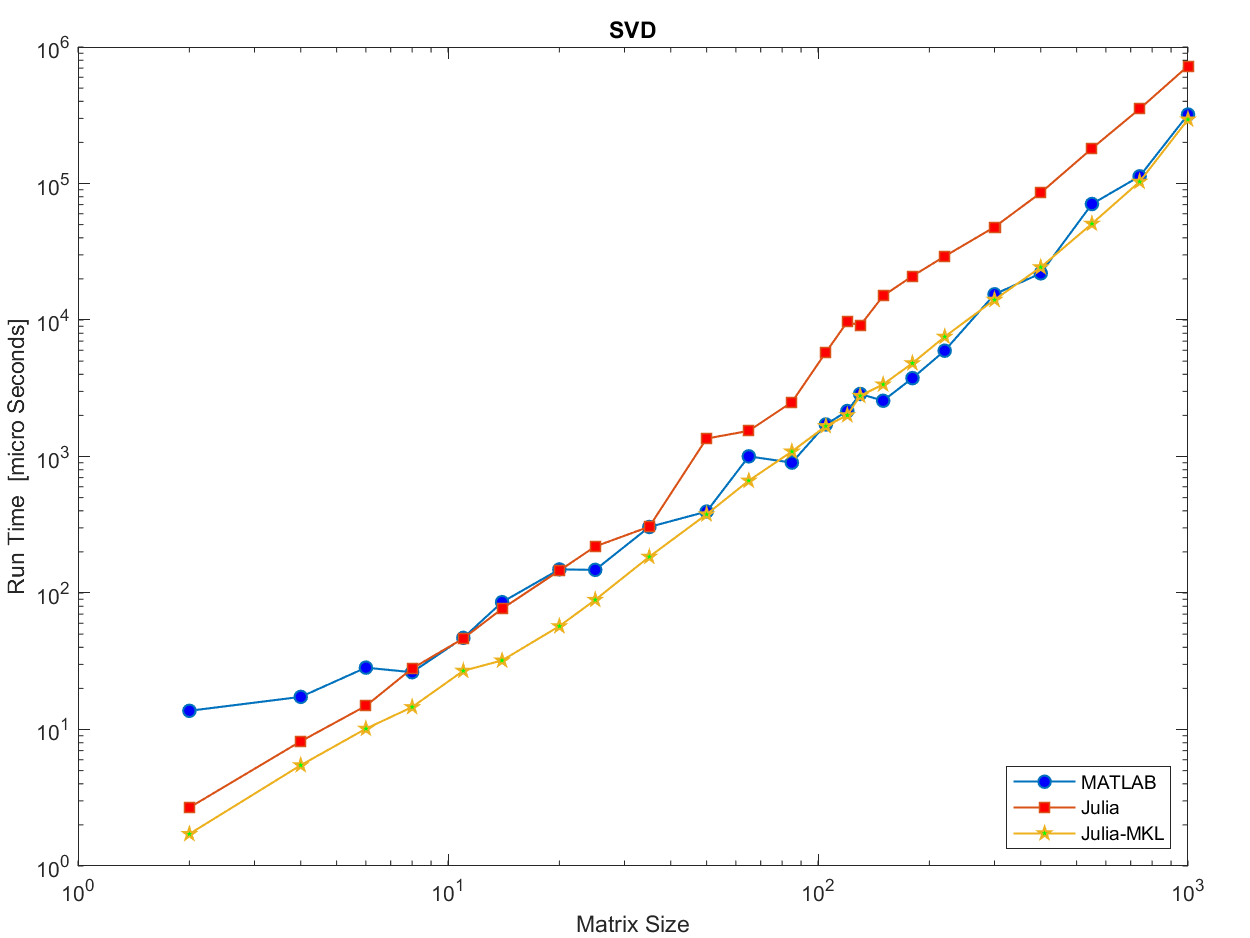 SVD
10^6
10^5
10^4
10^3
10^2
10^1
10^0
Run Time [micro Seconds]
10^0 10^1 10^2 10^3
Matrix Size
MATLAB
Julia
Julia-MKL